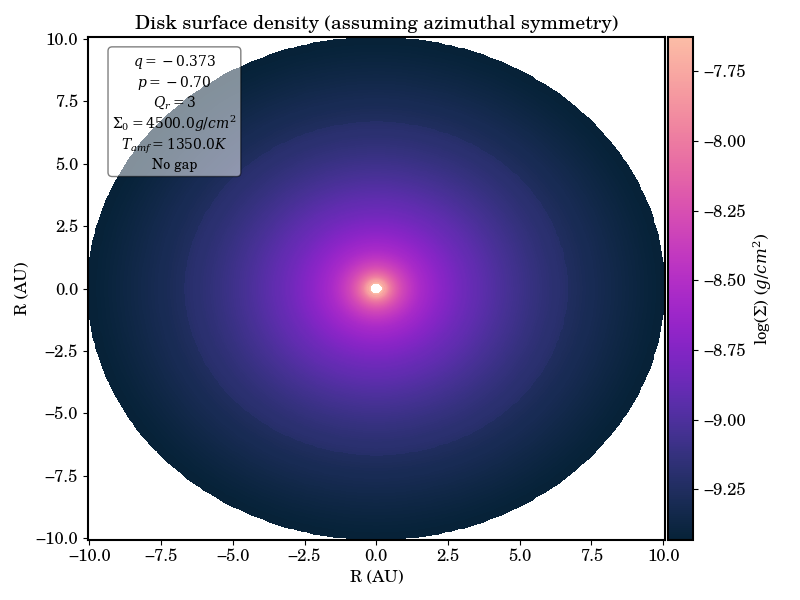 Disk surface density (assuming azimuthal symmetry)
q = −0.373
p = −0.70
Q_r = 3
Σ_0 = 4500.0g/cm^2
T_amf = 1350.0K
No gap
10.0
7.5
5.0
2.5
0.0
−2.5
−5.0
−7.5
−10.0
R (AU)
−10.0 −7.5 −5.0 −2.5 0.0 2.5 5.0 7.5 10.0
R (AU)
−7.75
−8.00
−8.25
−8.50
−8.75
−9.00
−9.25
log(Σ) (g/cm^2)